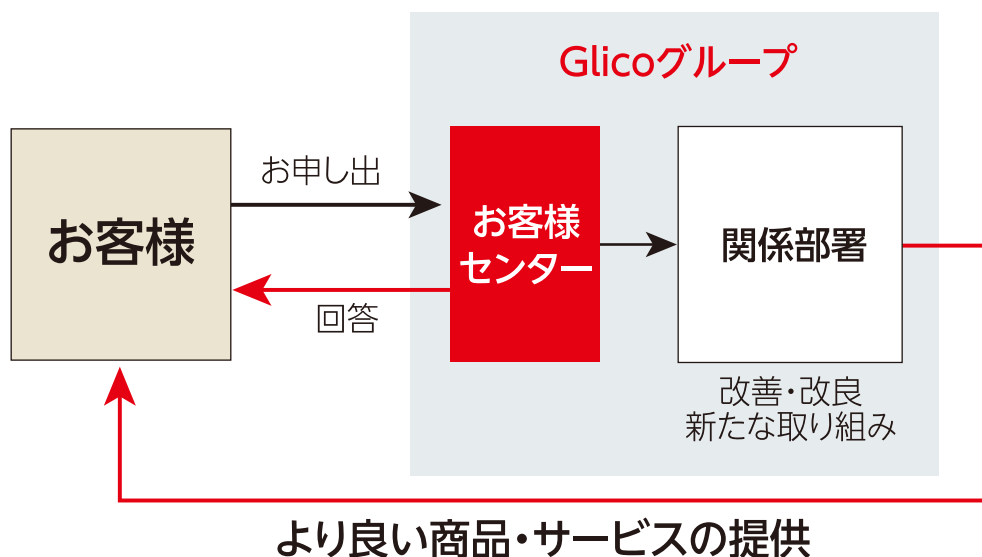 Glicoグループ
お客様
お申し出
回答
お客様
センター
関係部署
改善・改良
新たな取り組み
より良い商品・サービスの提供